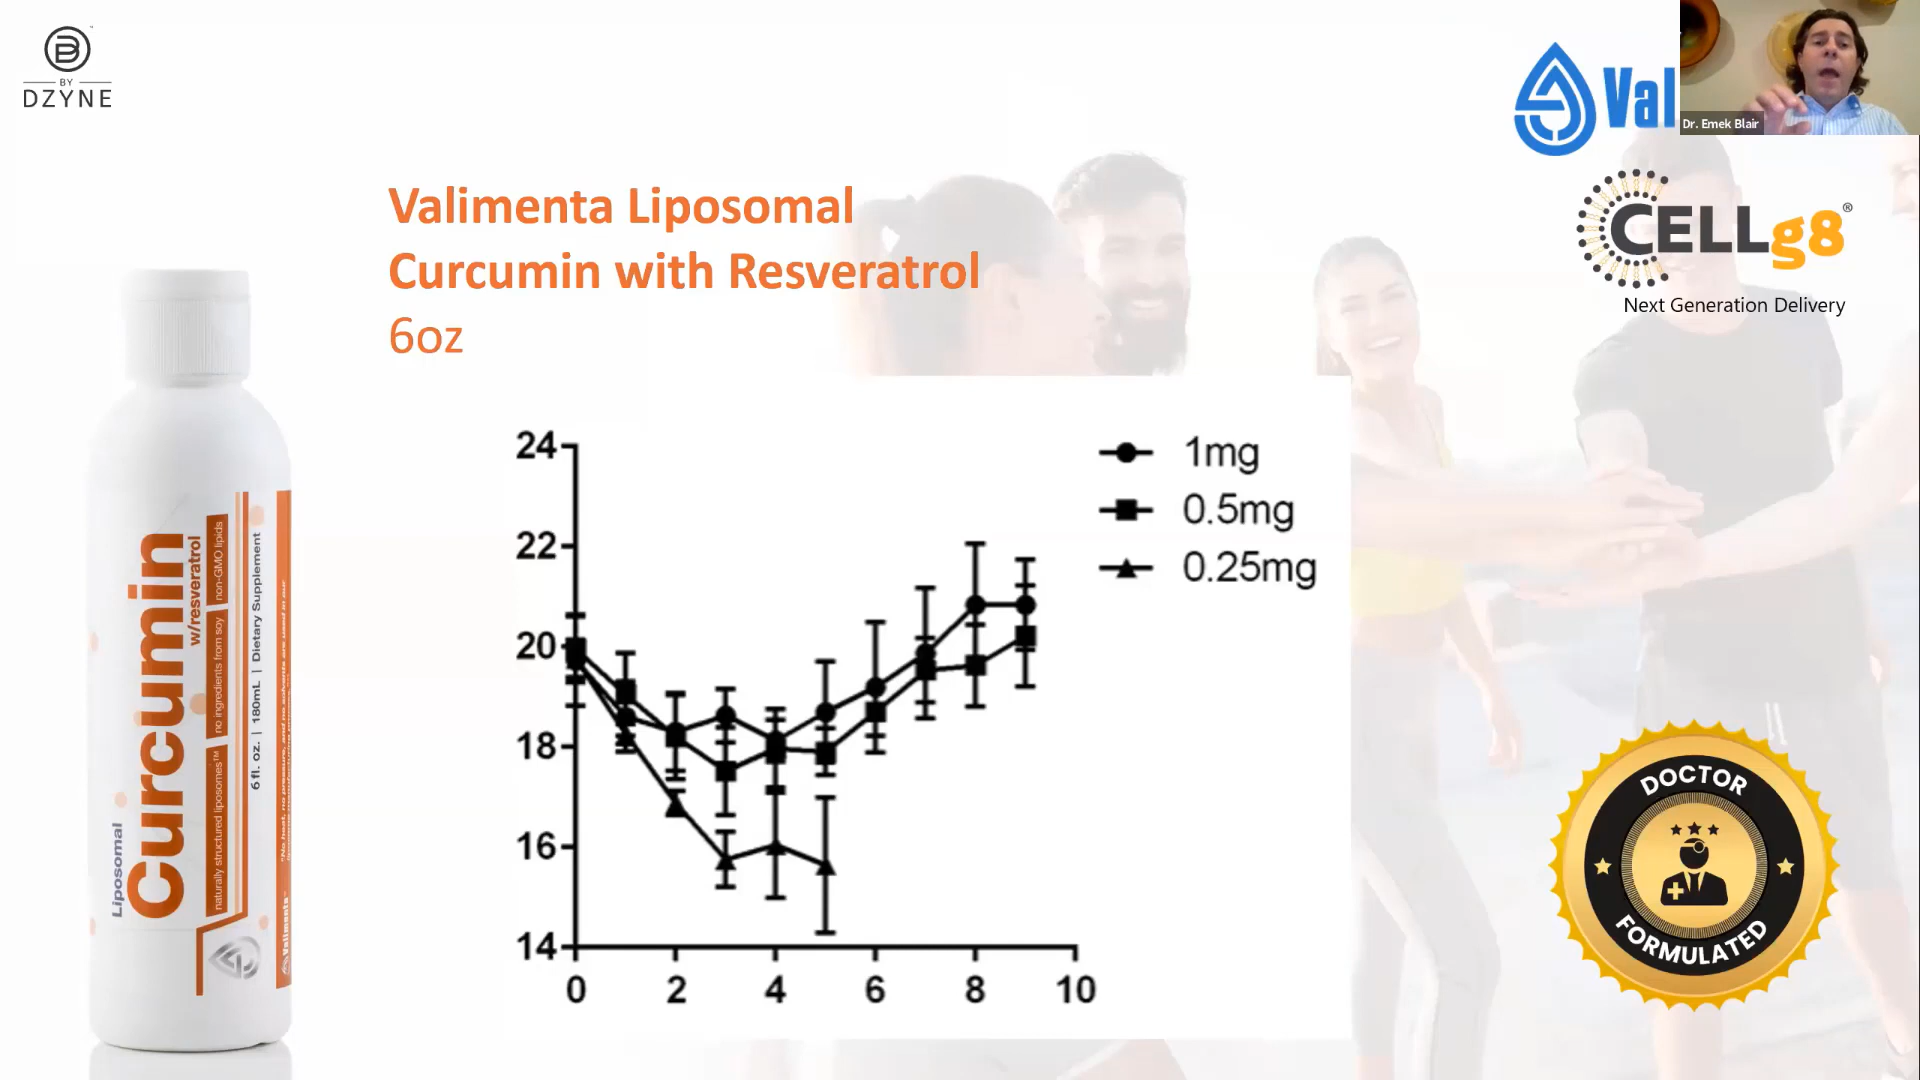 B
BY
DZYNE
Val
Dr. Emek Blair
CELLg8®
Next Generation Delivery
Valimenta Liposomal
Curcumin with Resveratrol
6oz
Liposomal
Curcumin
w/resveratrol
naturally structured liposomes™ no ingredients from soy non-GMO lipids
6 fl. oz. | 180mL | Dietary Supplement
Valimenta
24
22
20
18
16
14
0 2 4 6 8 10
1mg
0.5mg
0.25mg
DOCTOR
FORMULATED